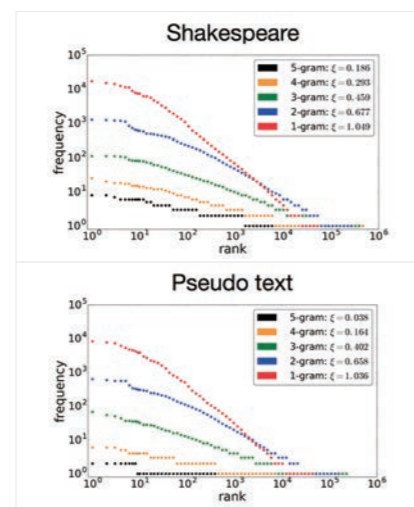 Shakespeare
10^5
10^4
10^3
10^2
10^1
10^0
frequency
5-gram: ξ=0.186
4-gram: ξ=0.293
3-gram: ξ=0.459
2-gram: ξ=0.677
1-gram: ξ=1.049
10^0 10^1 10^2 10^3 10^4 10^5 10^6
rank
Pseudo text
10^5
10^4
10^3
10^2
10^1
10^0
frequency
5-gram: ξ=0.038
4-gram: ξ=0.164
3-gram: ξ=0.402
2-gram: ξ=0.658
1-gram: ξ=1.036
10^0 10^1 10^2 10^3 10^4 10^5 10^6
rank